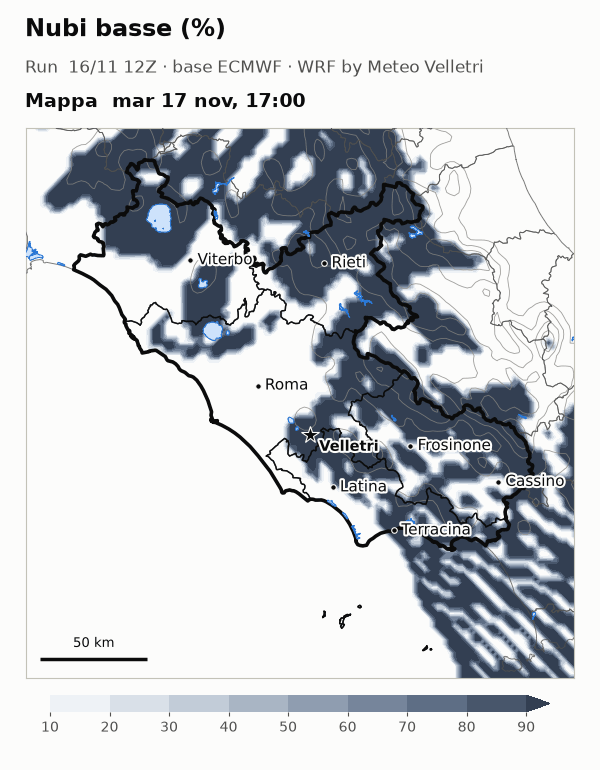 Nubi basse (%)
Run  16/11 12Z · base ECMWF · WRF by Meteo Velletri
Mappa  mar 17 nov, 17:00
Viterbo
Rieti
Roma
Velletri
Frosinone
Cassino
Latina
Terracina
50 km
10 20 30 40 50 60 70 80 90